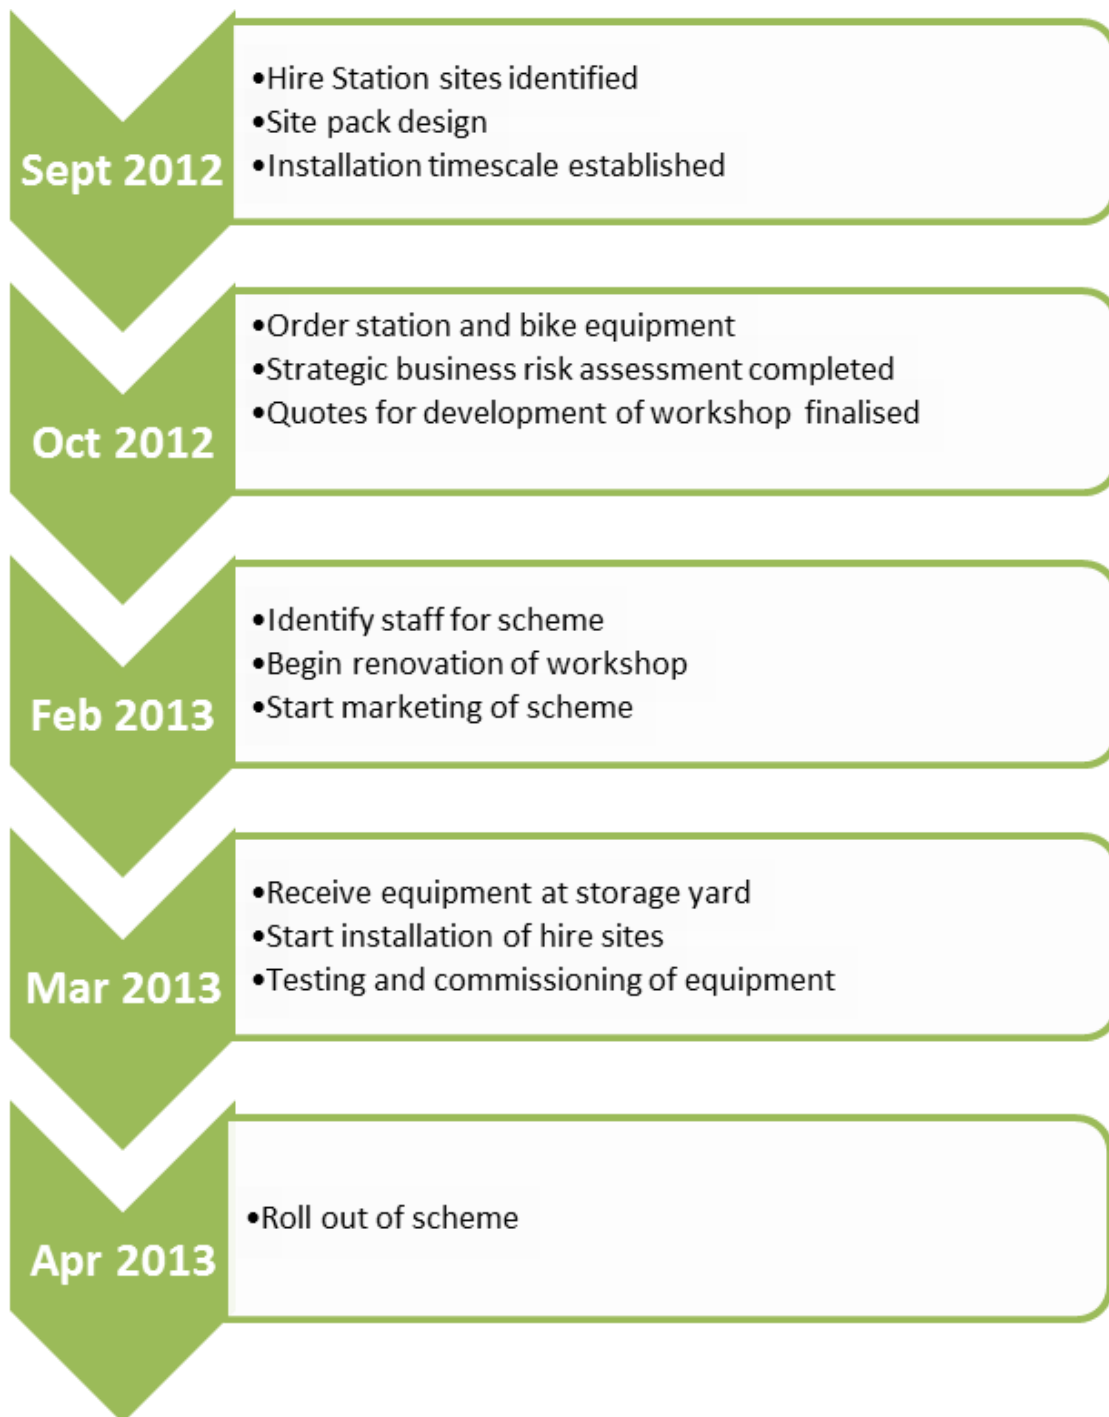 Sept 2012
•Hire Station sites identified
•Site pack design
•Installation timescale established
Oct 2012
•Order station and bike equipment
•Strategic business risk assessment completed
•Quotes for development of workshop finalised
Feb 2013
•Identify staff for scheme
•Begin renovation of workshop
•Start marketing of scheme
Mar 2013
•Receive equipment at storage yard
•Start installation of hire sites
•Testing and commissioning of equipment
Apr 2013
•Roll out of scheme